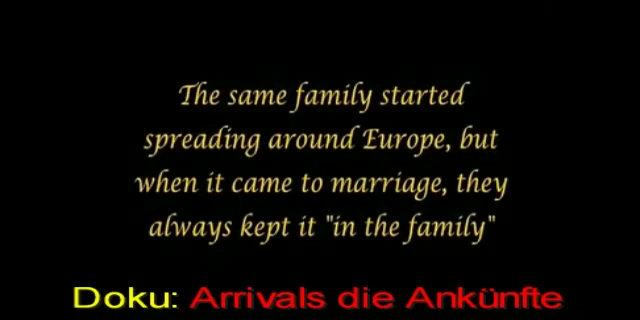 The same family started
spreading around Europe, but
when it came to marriage, they
always kept it "in the family"
Doku: Arrivals die Ankünfte